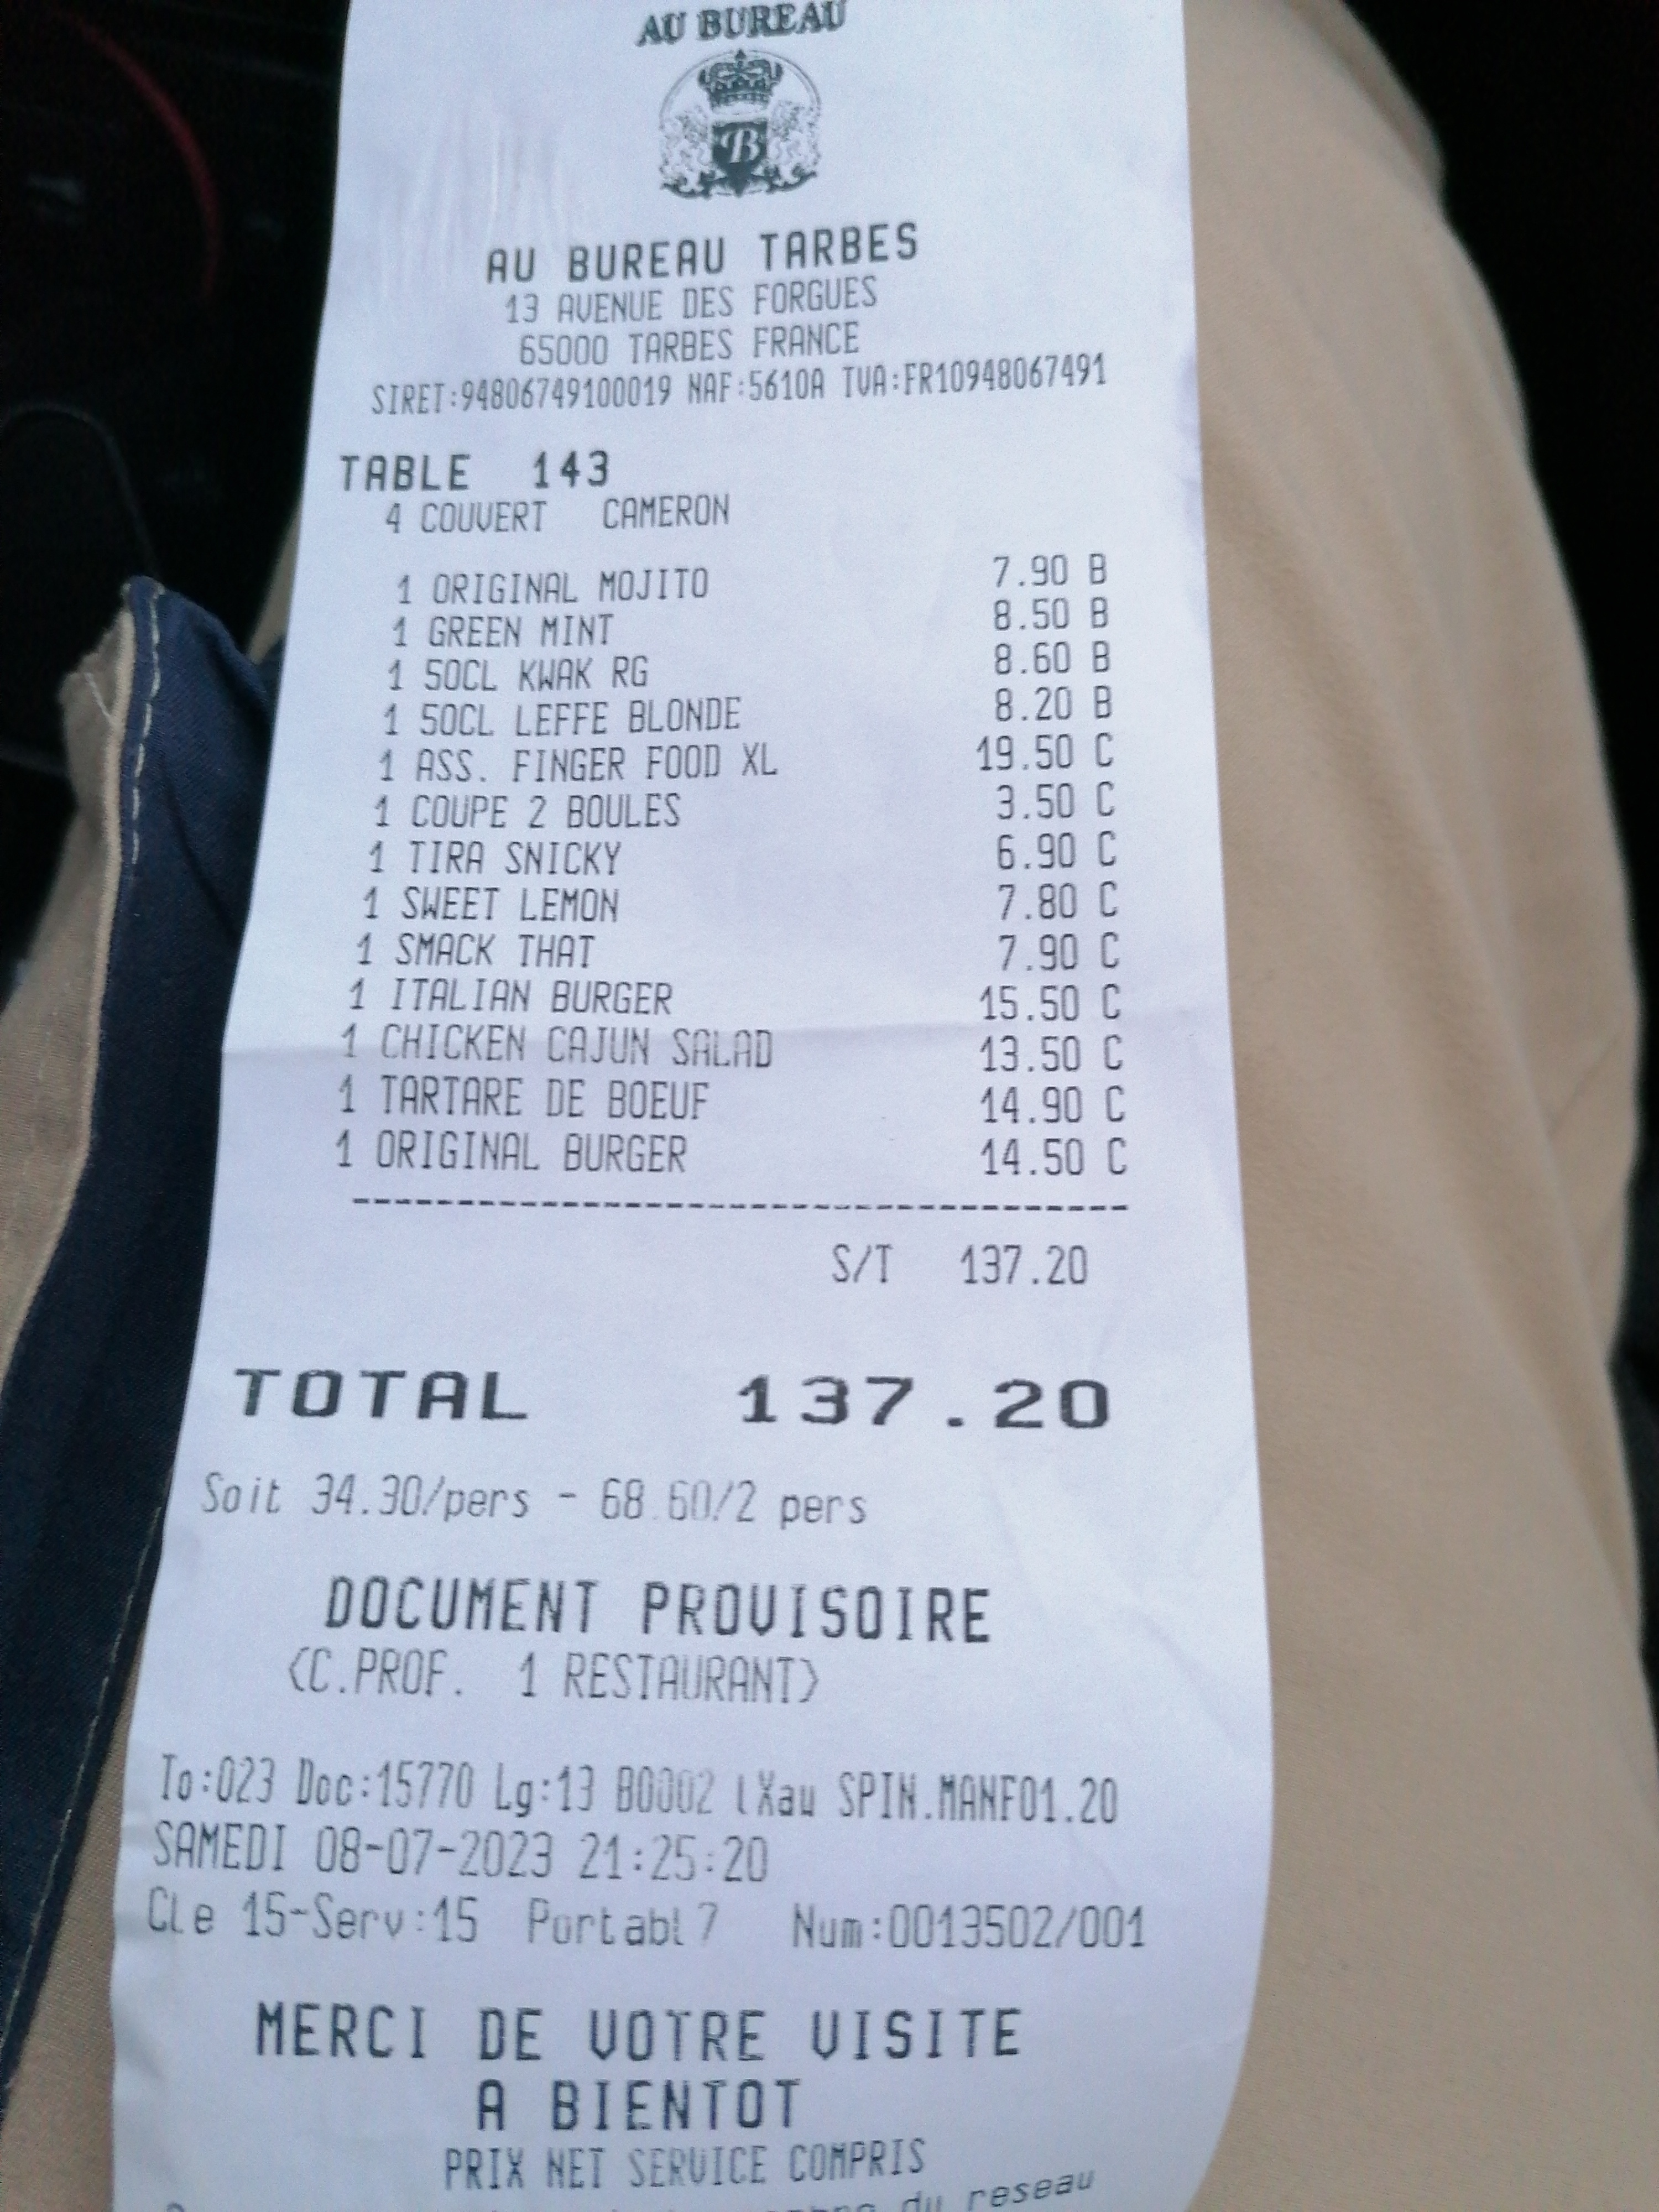 AU BUREAU
B
AU BUREAU TARBES
13 AVENUE DES FORGUES
65000 TARBES FRANCE
SIRET:94806749100019 NAF:5610A TVA:FR10948067491
TABLE 143
4 COUVERT CAMERON
1 ORIGINAL MOJITO 7.90 B
1 GREEN MINT 8.50 B
1 50CL KWAK RG 8.60 B
1 50CL LEFFE BLONDE 8.20 B
1 ASS. FINGER FOOD XL 19.50 C
1 COUPE 2 BOULES 3.50 C
1 TIRA SNICKY 6.90 C
1 SWEET LEMON 7.80 C
1 SMACK THAT 7.90 C
1 ITALIAN BURGER 15.50 C
1 CHICKEN CAJUN SALAD 13.50 C
1 TARTARE DE BOEUF 14.90 C
1 ORIGINAL BURGER 14.50 C
------------------------------------
S/T 137.20
TOTAL 137.20
Soit 34.30/pers - 68.60/2 pers
DOCUMENT PROVISOIRE
(C.PROF. 1 RESTAURANT)
To:023 Doc:15770 Lg:13 B0002 lXau SPIN.MANF01.20
SAMEDI 08-07-2023 21:25:20
Cle 15-Serv:15 Portabl 7 Num:0013502/001
MERCI DE VOTRE VISITE
A BIENTOT
PRIX NET SERVICE COMPRIS
du reseau